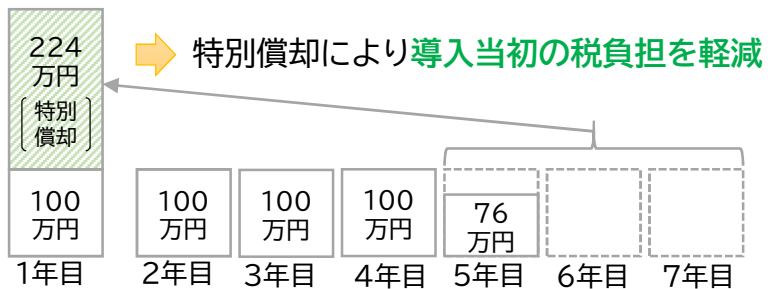 224
万円
特別
償却
特別償却により導入当初の税負担を軽減
100
万円
100
万円
100
万円
100
万円
76
万円
1年目
2年目
3年目
4年目
5年目
6年目
7年目